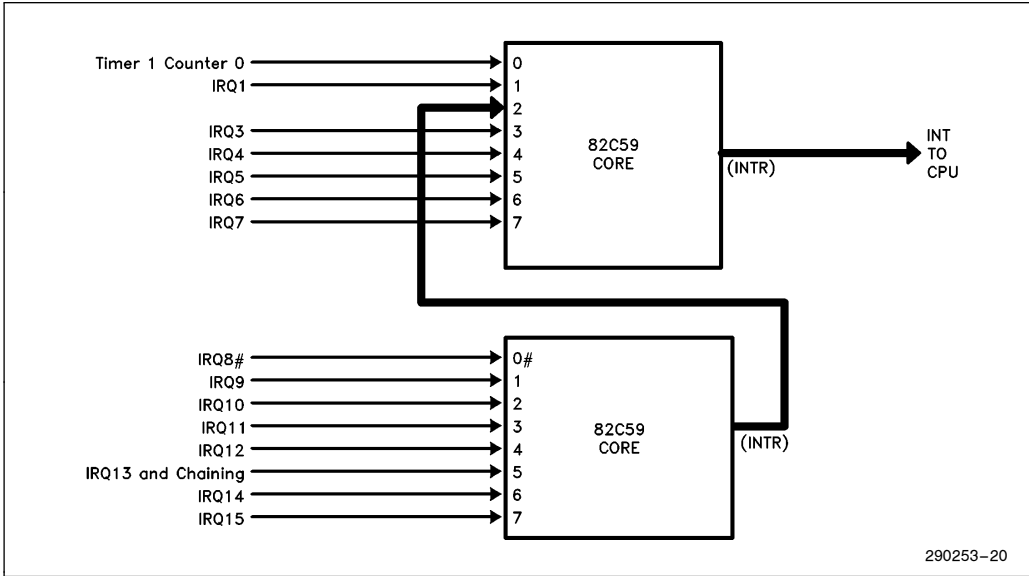 Timer 1 Counter 0
IRQ1
IRQ3
IRQ4
IRQ5
IRQ6
IRQ7
0
1
2
3
4
5
6
7
82C59
CORE
(INTR)
INT
TO
CPU
IRQ8#
IRQ9
IRQ10
IRQ11
IRQ12
IRQ13 and Chaining
IRQ14
IRQ15
0#
1
2
3
4
5
6
7
82C59
CORE
(INTR)
290253-20